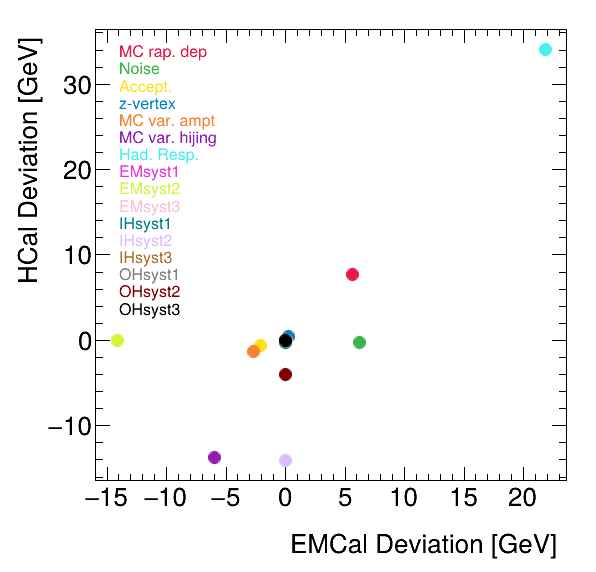 HCal Deviation [GeV]
MC rap. dep
Noise
Accept.
z-vertex
MC var. ampt
MC var. hijing
Had. Resp.
EMsyst1
EMsyst2
EMsyst3
IHsyst1
IHsyst2
IHsyst3
OHsyst1
OHsyst2
OHsyst3
30
20
10
0
−10
−15 −10 −5 0 5 10 15 20
EMCal Deviation [GeV]